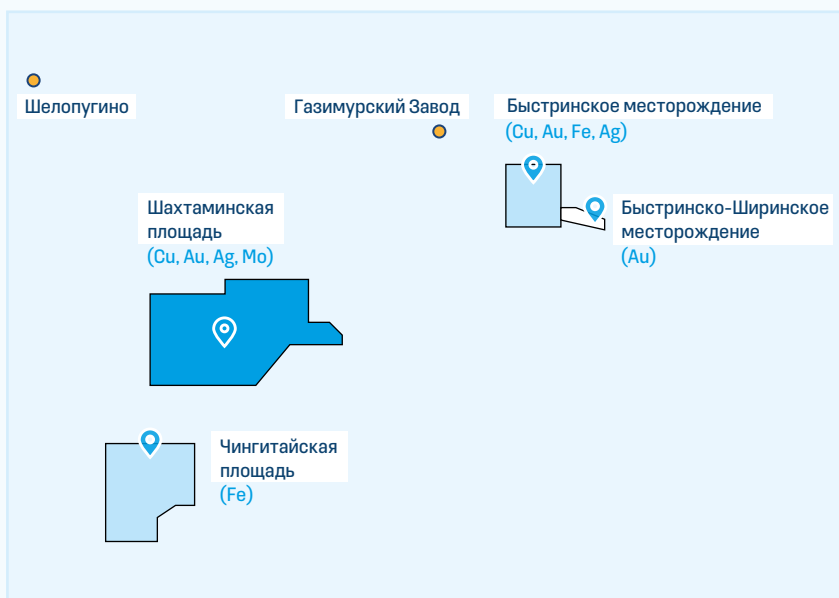 Шелопугино
Газимурский Завод
Быстринское месторождение
(Cu, Au, Fe, Ag)
Шахтаминская
площадь
(Cu, Au, Ag, Mo)
Быстринско-Ширинское
месторождение
(Au)
Чингитайская
площадь
(Fe)